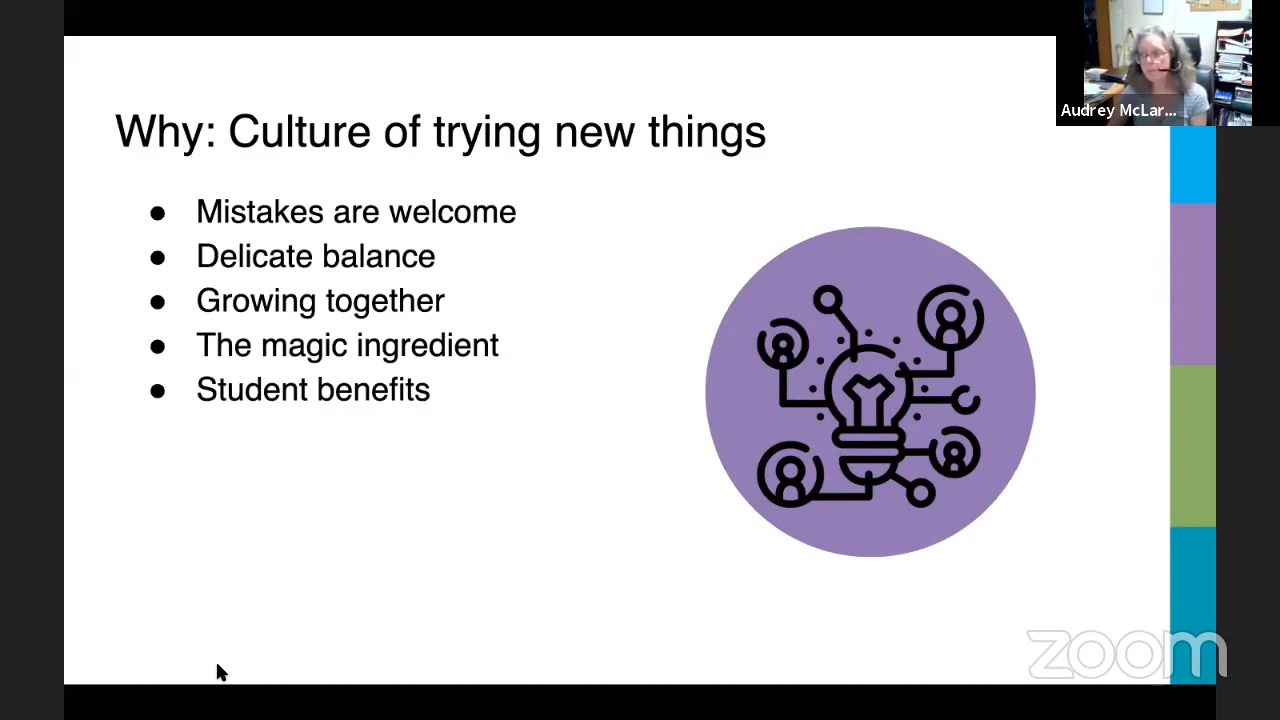 Why: Culture of trying new things
Audrey McLar...
● Mistakes are welcome
● Delicate balance
● Growing together
● The magic ingredient
● Student benefits
zoom